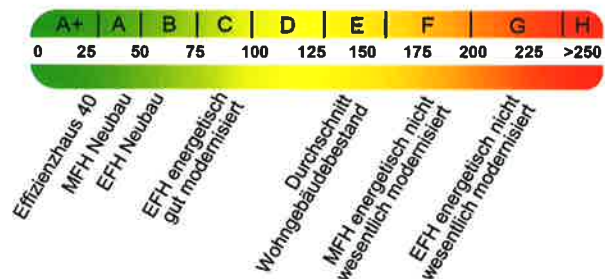 A+ A B C D E F G H
0 25 50 75 100 125 150 175 200 225 >250
Effizienzhaus 40
MFH Neubau
EFH Neubau
EFH energetisch
gut modernisiert
Durchschnitt
Wohngebäudebestand
MFH energetisch nicht
wesentlich modernisiert
EFH energetisch nicht
wesentlich modernisiert